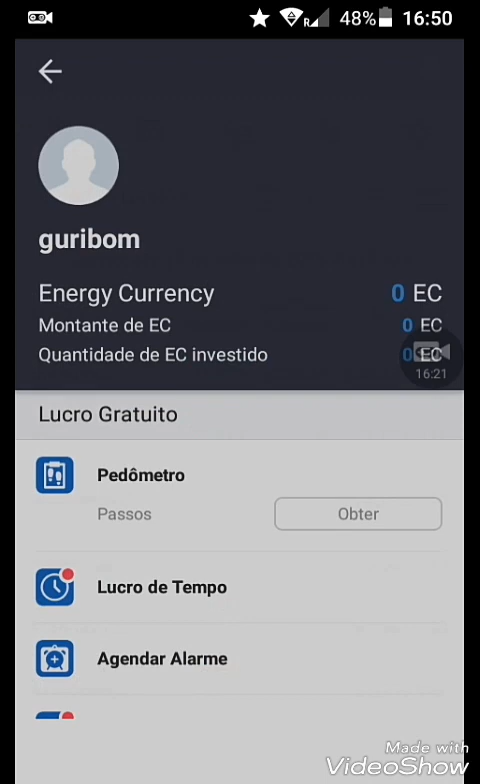 R 48% 16:50
guribom
Energy Currency 0 EC
Montante de EC 0 EC
Quantidade de EC investido 0 EC
16:21
Lucro Gratuito
Pedômetro
Passos Obter
Lucro de Tempo
Agendar Alarme
Made with
VideoShow